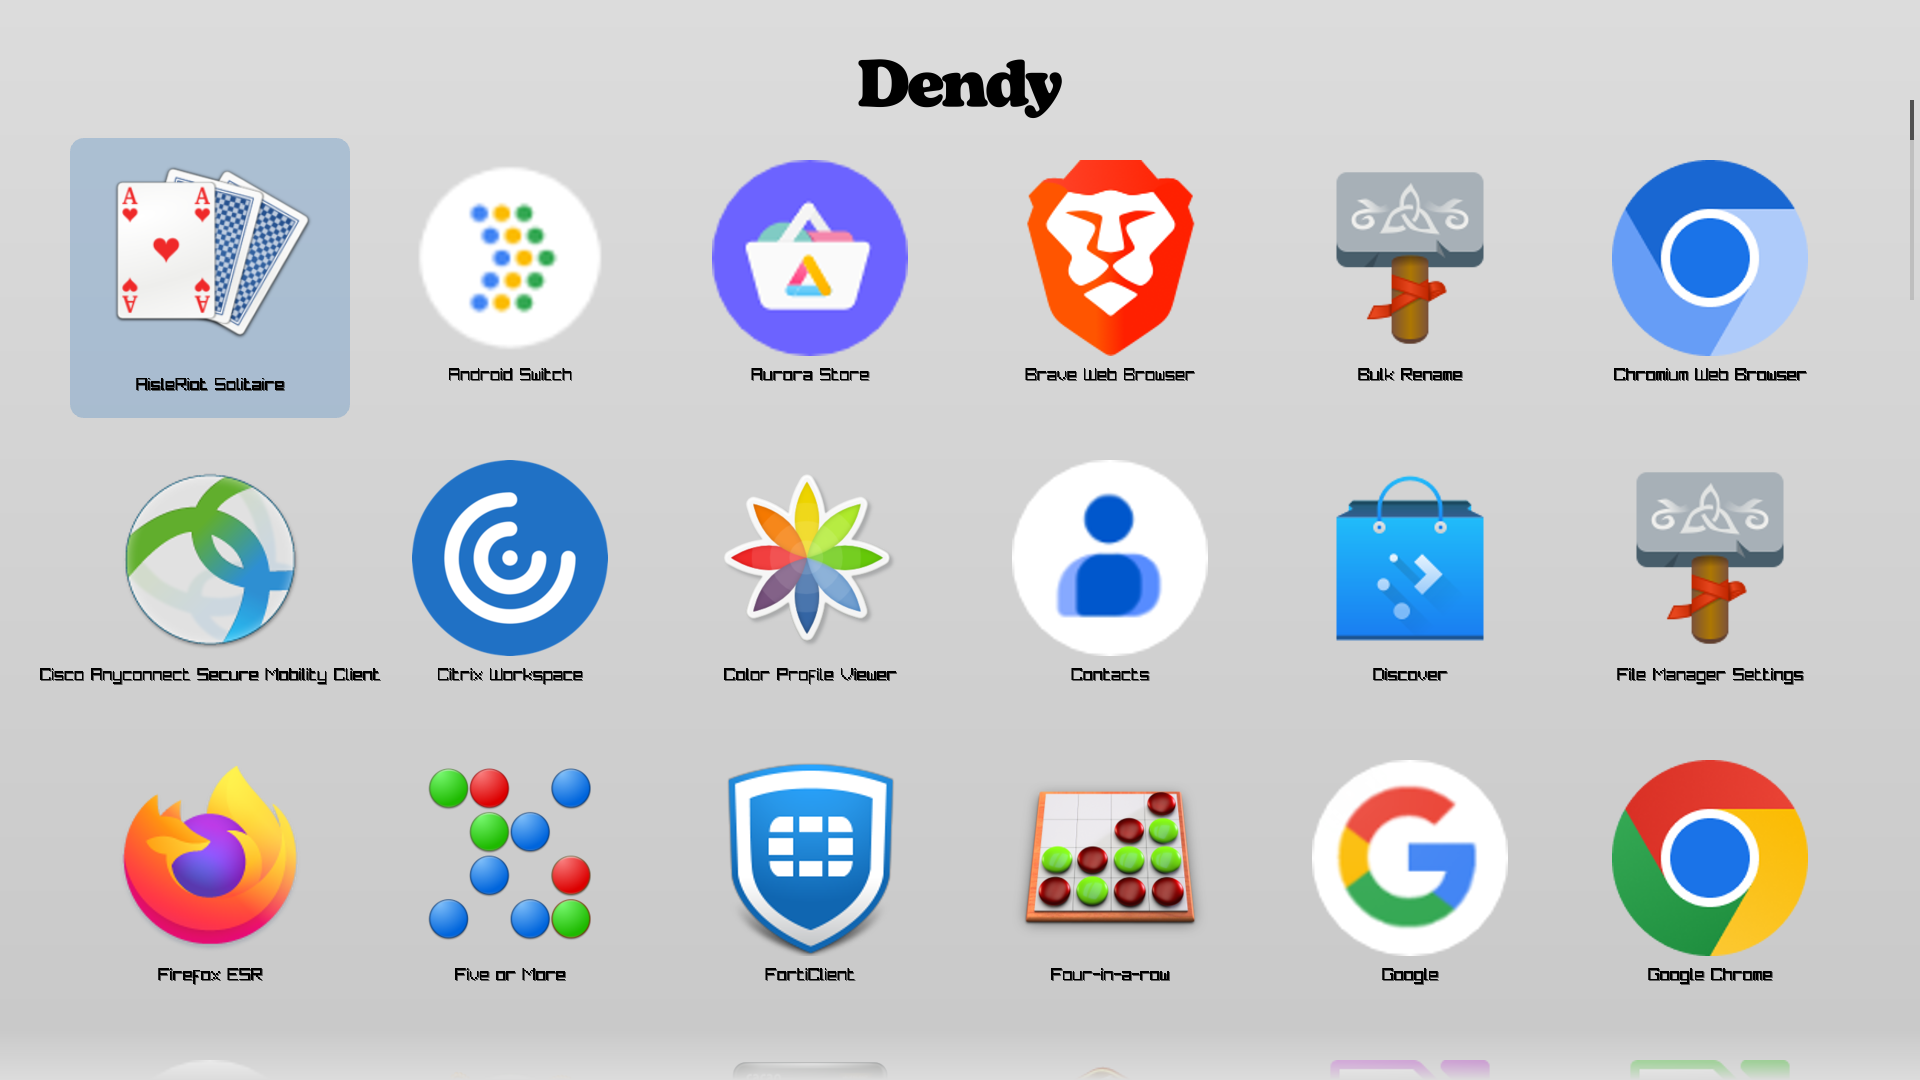 Dendy
A A
A A
AisleRiot Solitaire
Android Switch
Aurora Store
Brave Web Browser
Bulk Rename
Chromium Web Browser
Cisco Anyconnect Secure Mobility Client
Citrix Workspace
Color Profile Viewer
Contacts
Discover
File Manager Settings
Firefox ESR
Five or More
FortiClient
Four-in-a-row
Google
Google Chrome